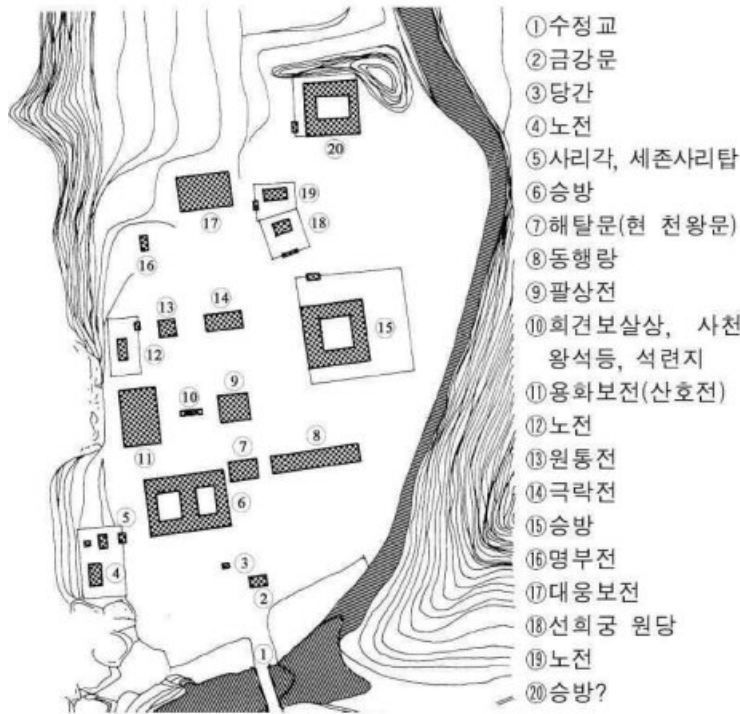 ⑳
⑲
⑰
⑱
⑯
⑬
⑭
⑮
⑫
⑩
⑨
⑪
⑦
⑧
⑥
⑤
④
③
②
①
①수정교
②금강문
③당간
④노전
⑤사리각, 세존사리탑
⑥승방
⑦해탈문(현 천왕문)
⑧동행랑
⑨팔상전
⑩희견보살상, 사천
왕석등, 석련지
⑪용화보전(산호전)
⑫노전
⑬원통전
⑭극락전
⑮승방
⑯명부전
⑰대웅보전
⑱선희궁 원당
⑲노전
⑳승방?